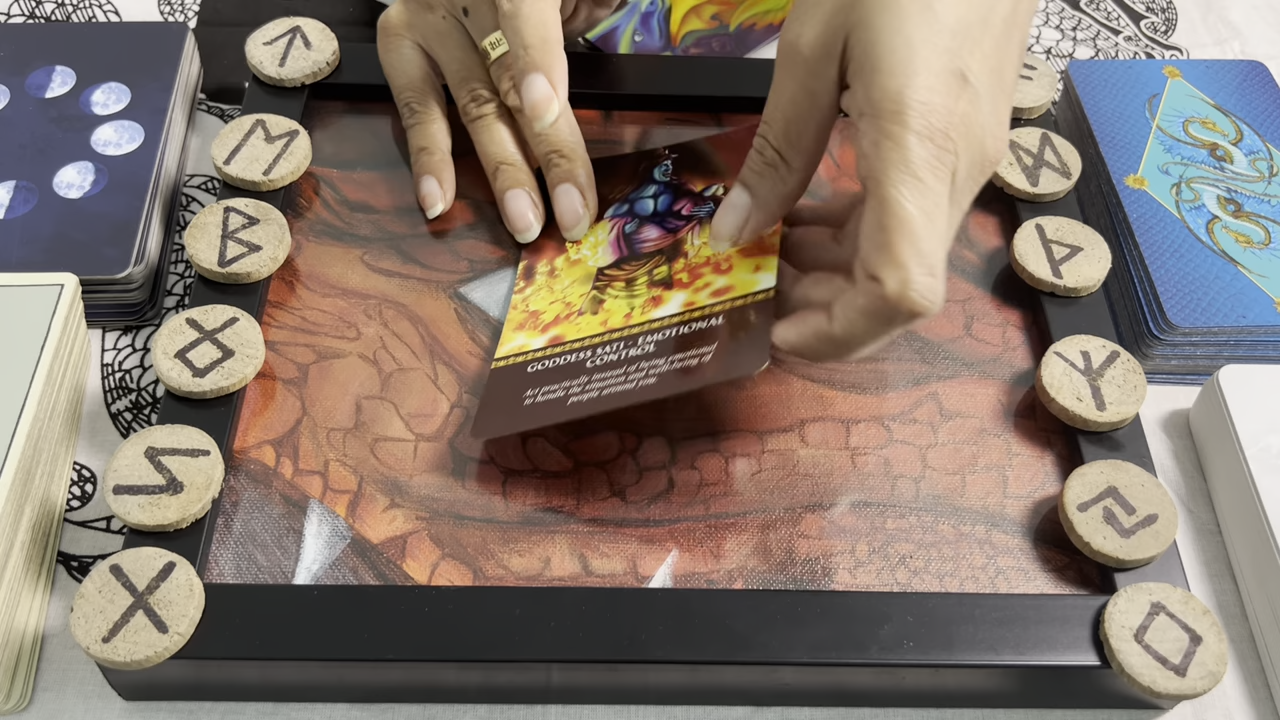 ᛏ
ᛖ
ᛒ
ᛟ
ᛊ
ᚷ
ᛞ
ᚦ
ᛉ
ᛃ
ᛜ
GODDESS SATI - EMOTIONAL
CONTROL
Act practically instead of being emotional
to handle the situation and well-being of
people around you.